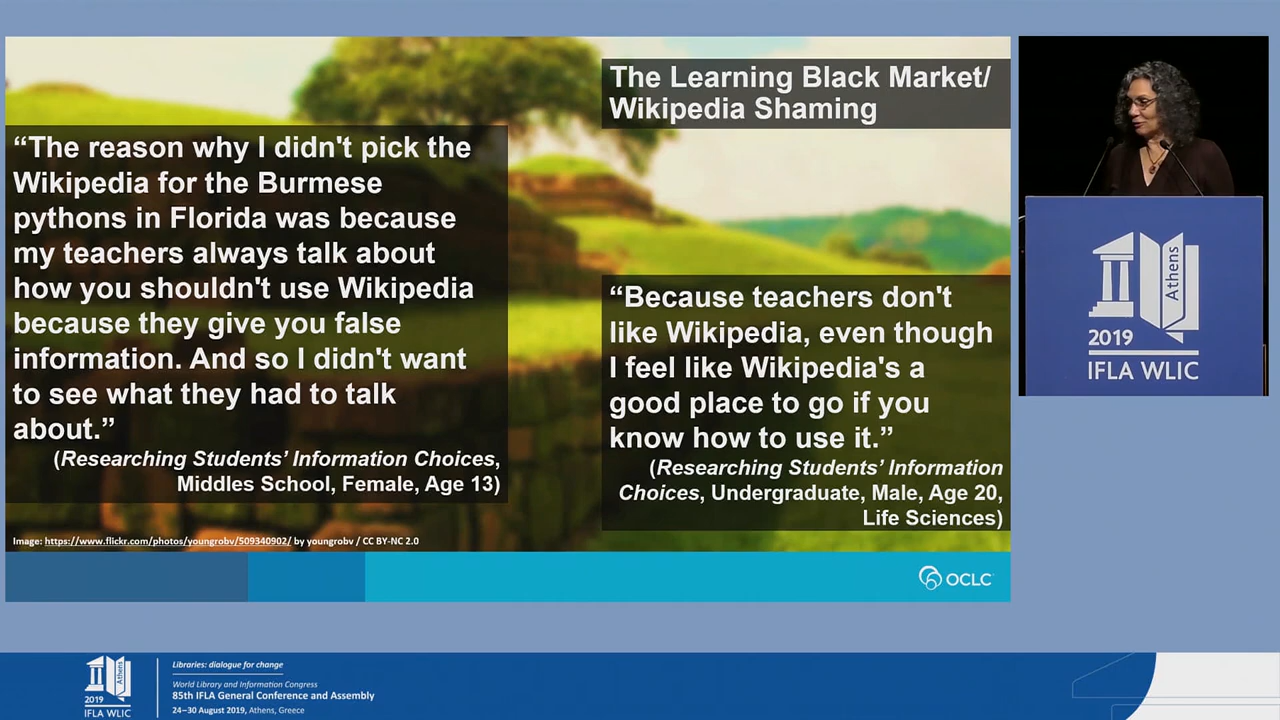 The Learning Black Market/
Wikipedia Shaming
“The reason why I didn't pick the
Wikipedia for the Burmese
pythons in Florida was because
my teachers always talk about
how you shouldn't use Wikipedia
because they give you false
information. And so I didn't want
to see what they had to talk
about.”
(Researching Students’ Information Choices,
Middles School, Female, Age 13)
“Because teachers don't
like Wikipedia, even though
I feel like Wikipedia's a
good place to go if you
know how to use it.”
(Researching Students’ Information
Choices, Undergraduate, Male, Age 20,
Life Sciences)
Image: https://www.flickr.com/photos/youngrobv/509340902/ by youngrobv / CC BY-NC 2.0
OCLC
Athens
2019
IFLA WLIC
Athens
2019
IFLA WLIC
Libraries: dialogue for change
World Library and Information Congress
85th IFLA General Conference and Assembly
24–30 August 2019, Athens, Greece